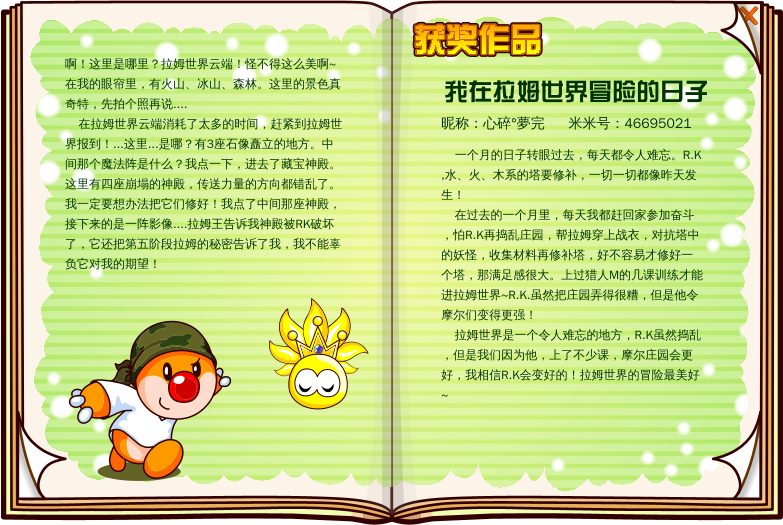 啊！这里是哪里？拉姆世界云端！怪不得这么美啊~
在我的眼帘里，有火山、冰山、森林。这里的景色真
奇特，先拍个照再说....
在拉姆世界云端消耗了太多的时间，赶紧到拉姆世
界报到！...这里...是哪？有3座石像矗立的地方。中
间那个魔法阵是什么？我点一下，进去了藏宝神殿。
这里有四座崩塌的神殿，传送力量的方向都错乱了。
我一定要想办法把它们修好！我点了中间那座神殿，
接下来的是一阵影像....拉姆王告诉我神殿被RK破坏
了，它还把第五阶段拉姆的秘密告诉了我，我不能辜
负它对我的期望！
获奖作品
我在拉姆世界冒险的日子
昵称：心碎°夢完 米米号：46695021
一个月的日子转眼过去，每天都令人难忘。R.K
,水、火、木系的塔要修补，一切一切都像昨天发
生！
在过去的一个月里，每天我都赶回家参加奋斗
，怕R.K再捣乱庄园，帮拉姆穿上战衣，对抗塔中
的妖怪，收集材料再修补塔，好不容易才修好一
个塔，那满足感很大。上过猎人M的几课训练才能
进拉姆世界~R.K.虽然把庄园弄得很糟，但是他令
摩尔们变得更强！
拉姆世界是一个令人难忘的地方，R.K虽然捣乱
，但是我们因为他，上了不少课，摩尔庄园会更
好，我相信R.K会变好的！拉姆世界的冒险最美好
~